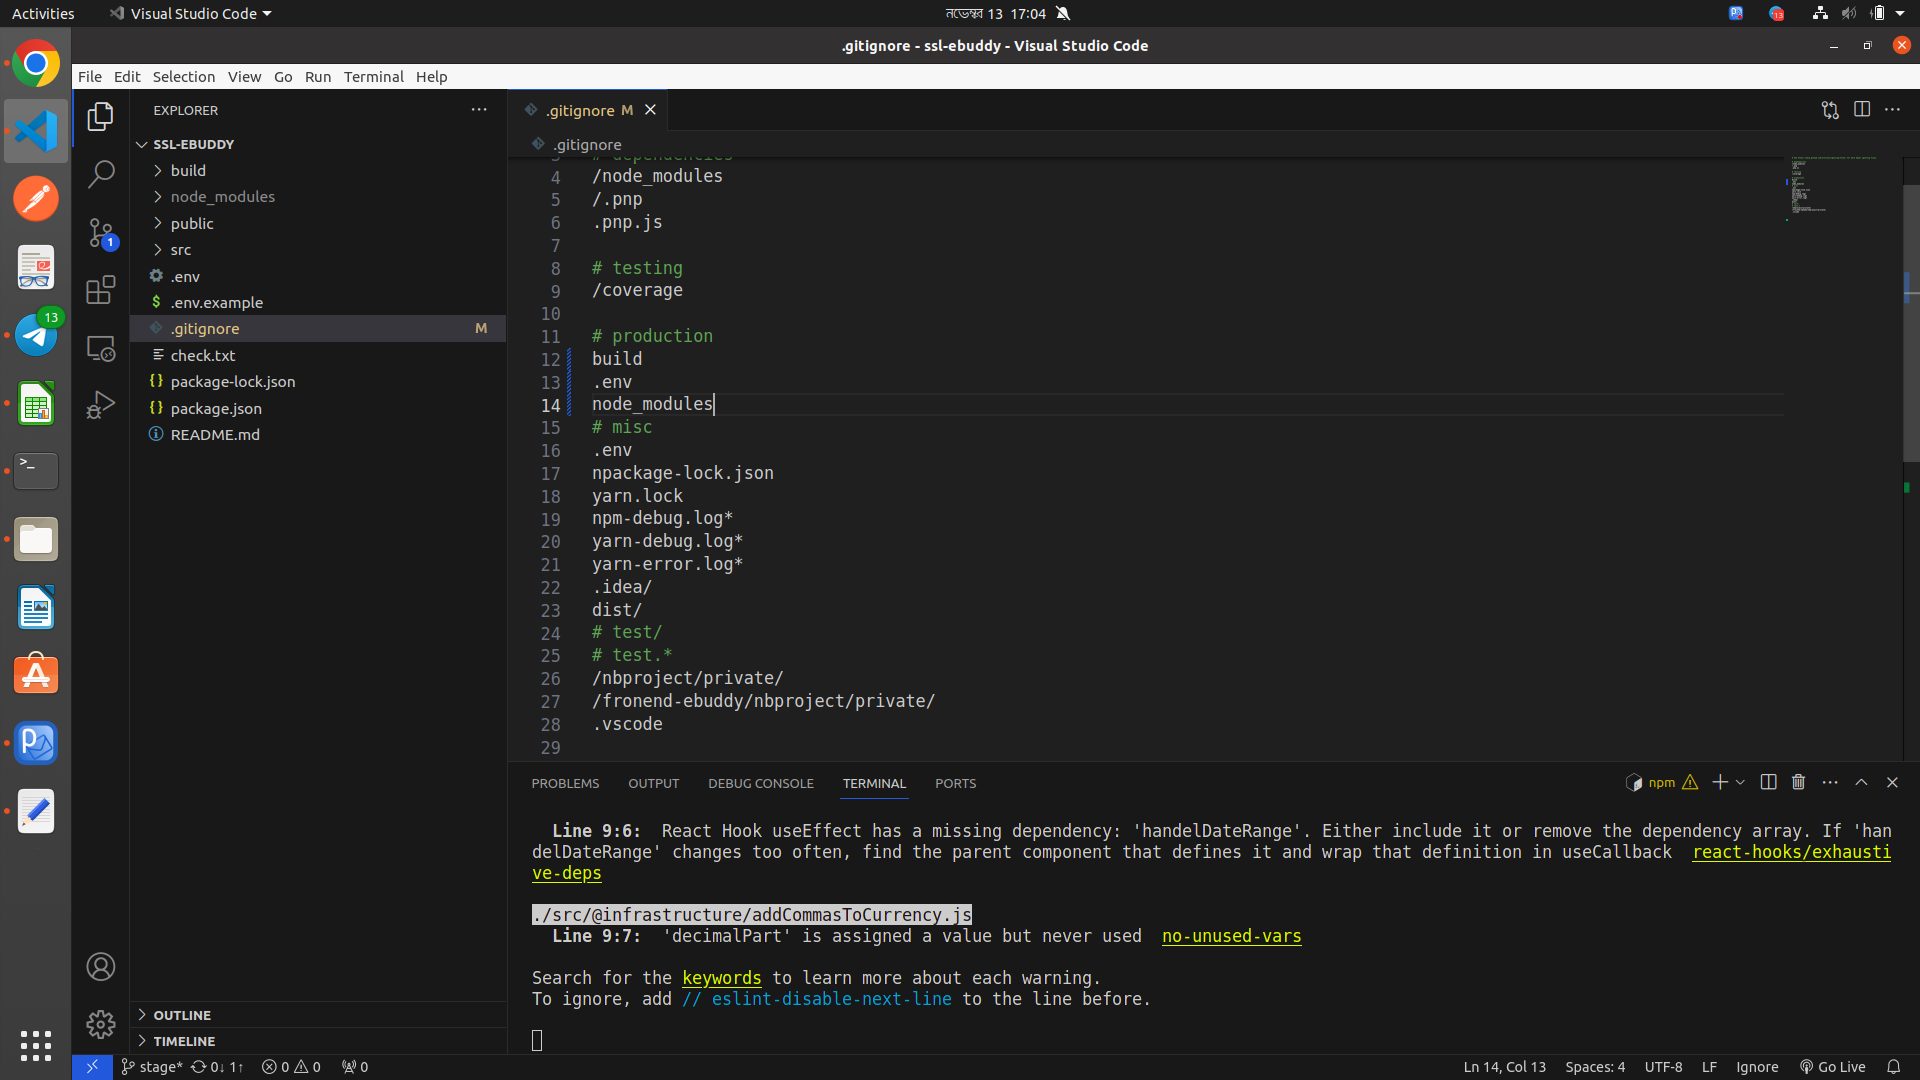 Activities Visual Studio Code নভেম্বর 13 17:04
.gitignore - ssl-ebuddy - Visual Studio Code
File Edit Selection View Go Run Terminal Help
EXPLORER
SSL-EBUDDY
build
node_modules
public
src
.env
$ .env.example
.gitignore M
check.txt
{} package-lock.json
{} package.json
README.md
OUTLINE
TIMELINE
1
13
13
.gitignore M
.gitignore
3 # dependencies
4 /node_modules
5 /.pnp
6 .pnp.js
7
8 # testing
9 /coverage
10
11 # production
12 build
13 .env
14 node_modules
15 # misc
16 .env
17 npackage-lock.json
18 yarn.lock
19 npm-debug.log*
20 yarn-debug.log*
21 yarn-error.log*
22 .idea/
23 dist/
24 # test/
25 # test.*
26 /nbproject/private/
27 /fronend-ebuddy/nbproject/private/
28 .vscode
29
PROBLEMS OUTPUT DEBUG CONSOLE TERMINAL PORTS npm
Line 9:6: React Hook useEffect has a missing dependency: 'handelDateRange'. Either include it or remove the dependency array. If 'han
delDateRange' changes too often, find the parent component that defines it and wrap that definition in useCallback react-hooks/exhausti
ve-deps
./src/@infrastructure/addCommasToCurrency.js
Line 9:7: 'decimalPart' is assigned a value but never used no-unused-vars
Search for the keywords to learn more about each warning.
To ignore, add // eslint-disable-next-line to the line before.
stage* 0↓ 1↑ 0 0 0 Ln 14, Col 13 Spaces: 4 UTF-8 LF Ignore Go Live